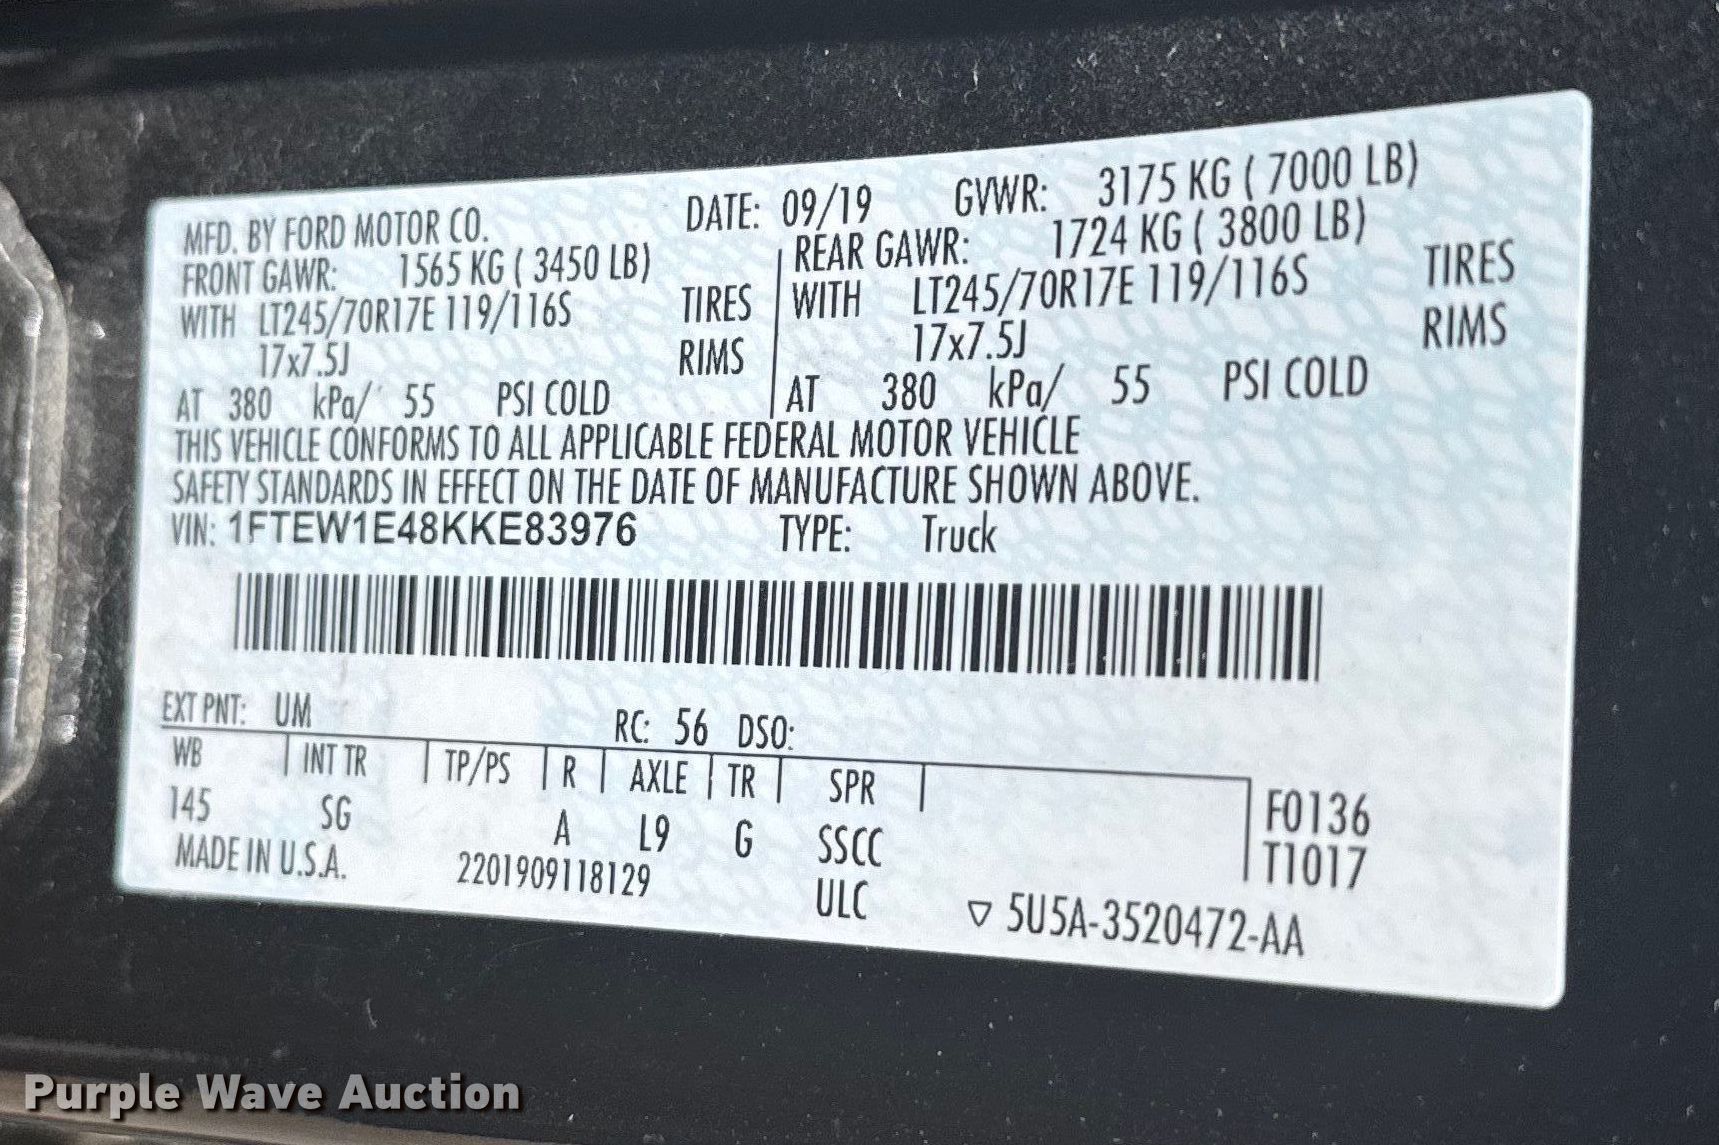 MFD. BY FORD MOTOR CO. DATE: 09/19 GVWR: 3175 KG ( 7000 LB)
FRONT GAWR: 1565 KG ( 3450 LB) REAR GAWR: 1724 KG ( 3800 LB)
WITH LT245/70R17E 119/116S TIRES WITH LT245/70R17E 119/116S TIRES
17x7.5J RIMS 17x7.5J RIMS
AT 380 kPa/ 55 PSI COLD AT 380 kPa/ 55 PSI COLD
THIS VEHICLE CONFORMS TO ALL APPLICABLE FEDERAL MOTOR VEHICLE
SAFETY STANDARDS IN EFFECT ON THE DATE OF MANUFACTURE SHOWN ABOVE.
VIN: 1FTEW1E48KKE83976 TYPE: Truck
EXT PNT: UM RC: 56 DSO:
WB INT TR TP/PS R AXLE TR SPR
145 SG A L9 G SSCC F0136
MADE IN U.S.A. 2201909118129 ULC T1017
▽ 5U5A-3520472-AA
Purple Wave Auction